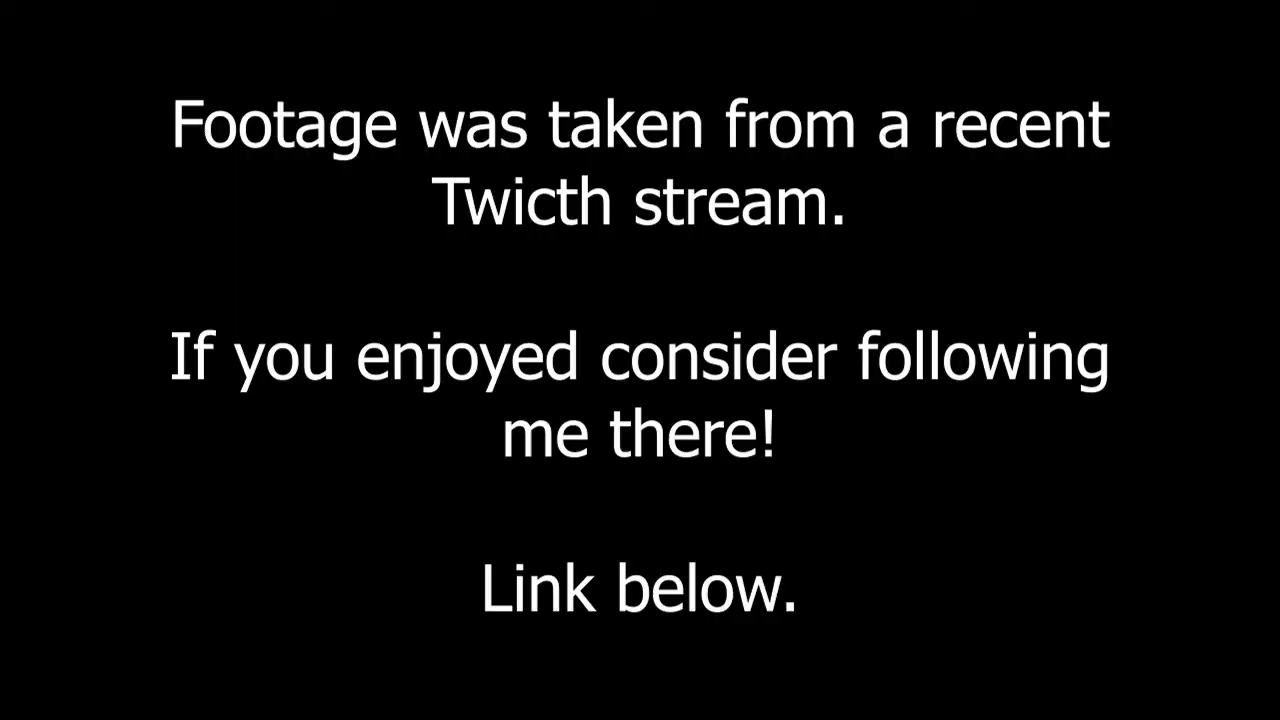 Footage was taken from a recent
Twicth stream.
If you enjoyed consider following
me there!
Link below.